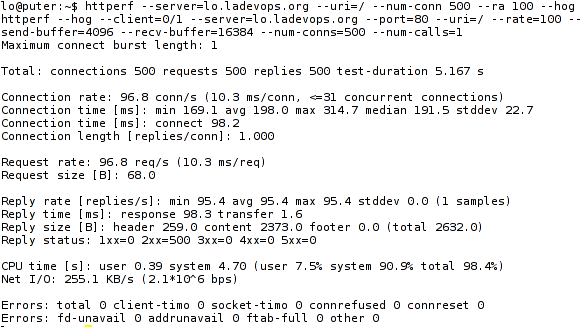 lo@puter:~$ httperf --server=lo.ladevops.org --uri=/ --num-conn 500 --ra 100 --hog
httperf --hog --client=0/1 --server=lo.ladevops.org --port=80 --uri=/ --rate=100 --
send-buffer=4096 --recv-buffer=16384 --num-conns=500 --num-calls=1
Maximum connect burst length: 1
Total: connections 500 requests 500 replies 500 test-duration 5.167 s
Connection rate: 96.8 conn/s (10.3 ms/conn, <=31 concurrent connections)
Connection time [ms]: min 169.1 avg 198.0 max 314.7 median 191.5 stddev 22.7
Connection time [ms]: connect 98.2
Connection length [replies/conn]: 1.000
Request rate: 96.8 req/s (10.3 ms/req)
Request size [B]: 68.0
Reply rate [replies/s]: min 95.4 avg 95.4 max 95.4 stddev 0.0 (1 samples)
Reply time [ms]: response 98.3 transfer 1.6
Reply size [B]: header 259.0 content 2373.0 footer 0.0 (total 2632.0)
Reply status: 1xx=0 2xx=500 3xx=0 4xx=0 5xx=0
CPU time [s]: user 0.39 system 4.70 (user 7.5% system 90.9% total 98.4%)
Net I/O: 255.1 KB/s (2.1*10^6 bps)
Errors: total 0 client-timo 0 socket-timo 0 connrefused 0 connreset 0
Errors: fd-unavail 0 addrunavail 0 ftab-full 0 other 0